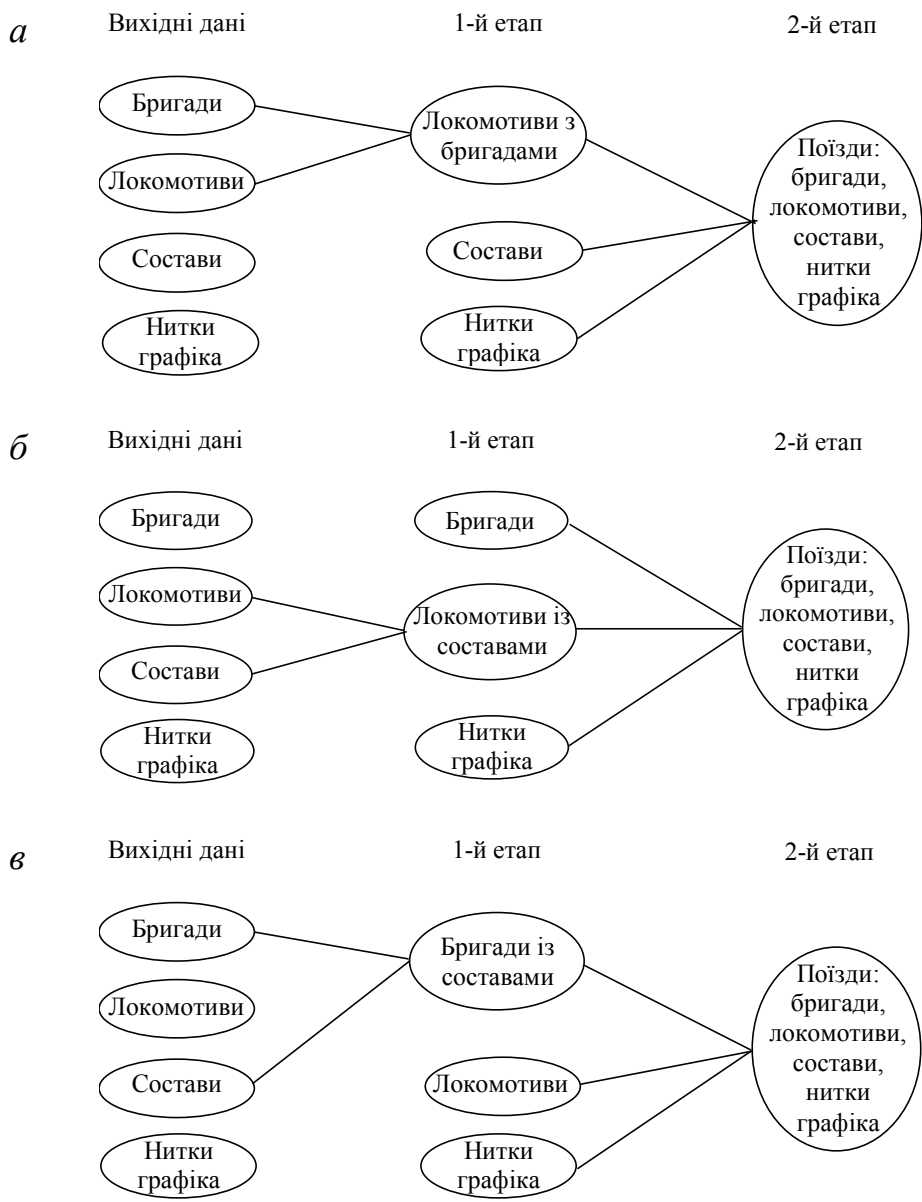 а
Вихідні дані
1-й етап
2-й етап
Бригади
Локомотиви
Состави
Нитки
графіка
Локомотиви з
бригадами
Состави
Нитки
графіка
Поїзди:
бригади,
локомотиви,
состави,
нитки
графіка
б
Вихідні дані
1-й етап
2-й етап
Бригади
Локомотиви
Состави
Нитки
графіка
Бригади
Локомотиви із
составами
Нитки
графіка
Поїзди:
бригади,
локомотиви,
состави,
нитки
графіка
в
Вихідні дані
1-й етап
2-й етап
Бригади
Локомотиви
Состави
Нитки
графіка
Бригади із
составами
Локомотиви
Нитки
графіка
Поїзди:
бригади,
локомотиви,
состави,
нитки
графіка